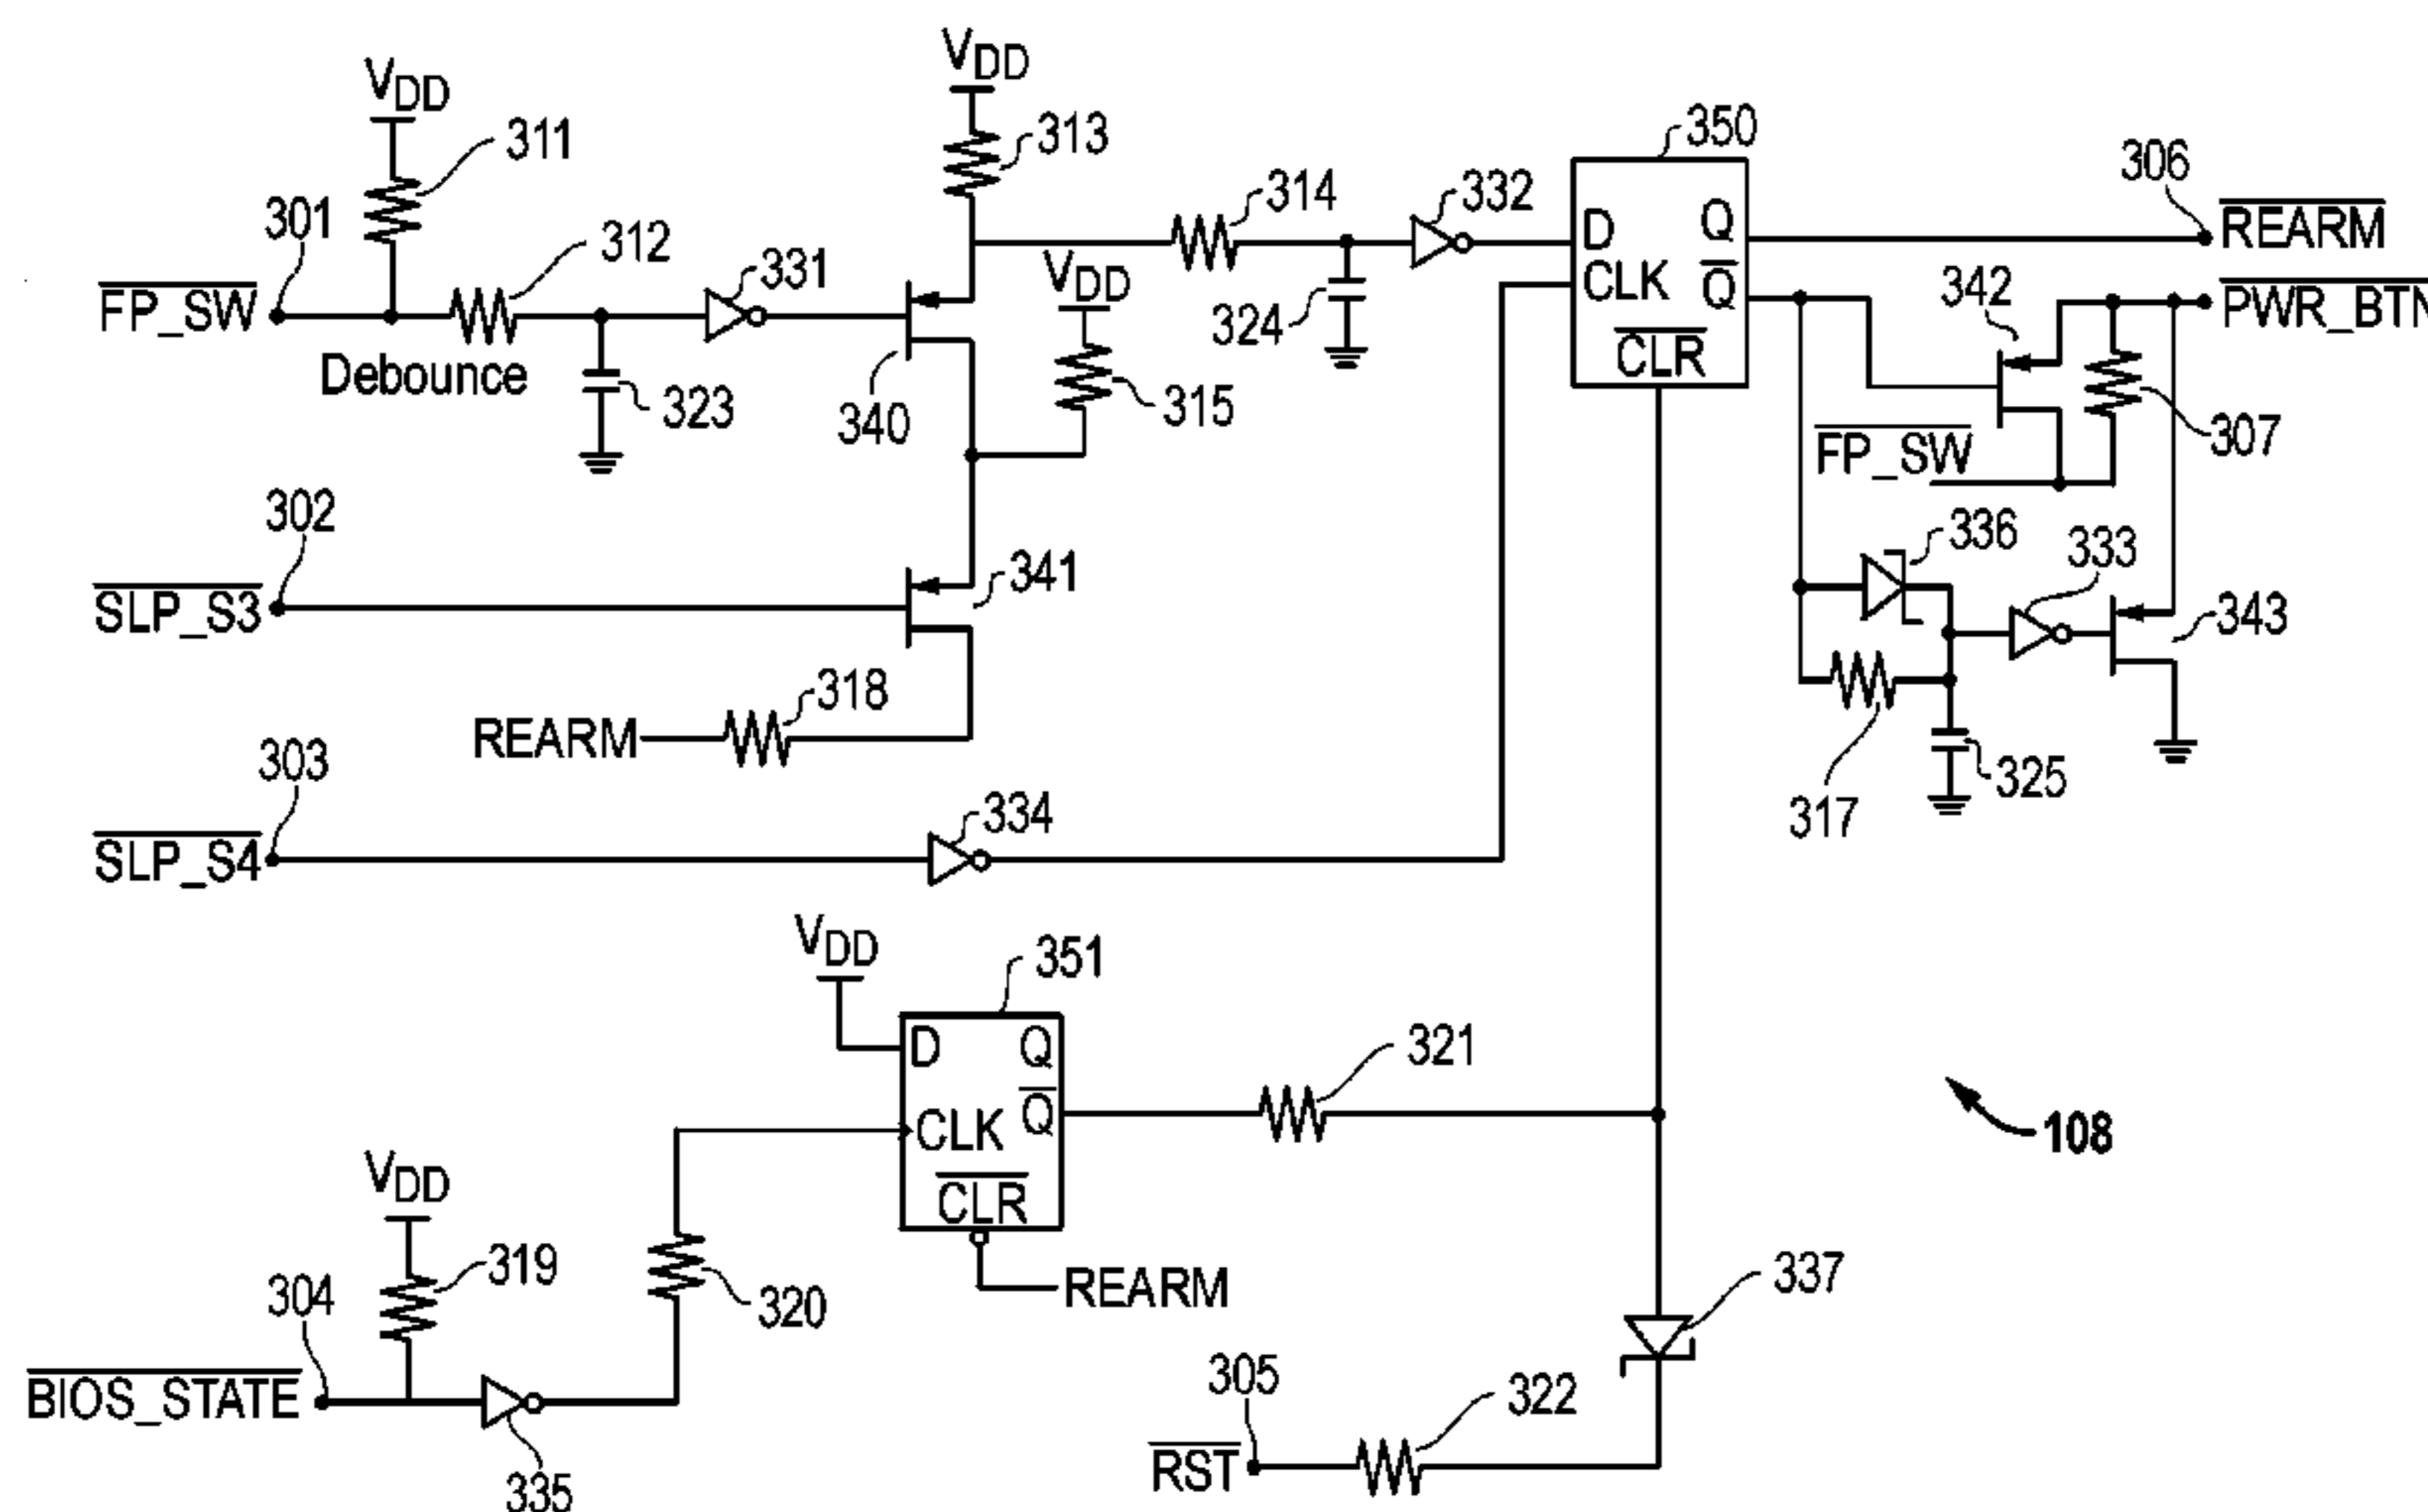 V_DD
V_DD
350
311
313
306
301
312
331
314
332
D
Q
REARM
FP_SW
V_DD
CLK
Q
342
PWR_BTN
Debounce
324
CLR
323
340
315
FP_SW
307
302
336
333
SLP_S3
341
343
318
REARM
325
303
317
334
SLP_S4
V_DD
351
321
D
Q
Q
CLK
108
V_DD
CLR
319
REARM
337
304
320
305
322
BIOS_STATE
RST
335